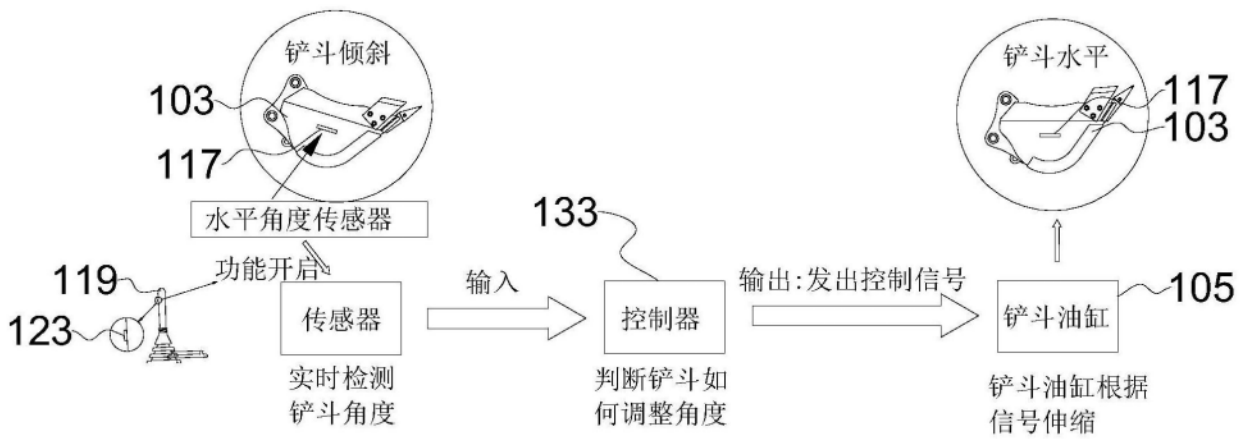 铲斗倾斜
103
117
水平角度传感器
119
123
功能开启
传感器
实时检测
铲斗角度
输入
133
控制器
判断铲斗如
何调整角度
输出:发出控制信号
铲斗水平
117
103
105
铲斗油缸
铲斗油缸根据
信号伸缩